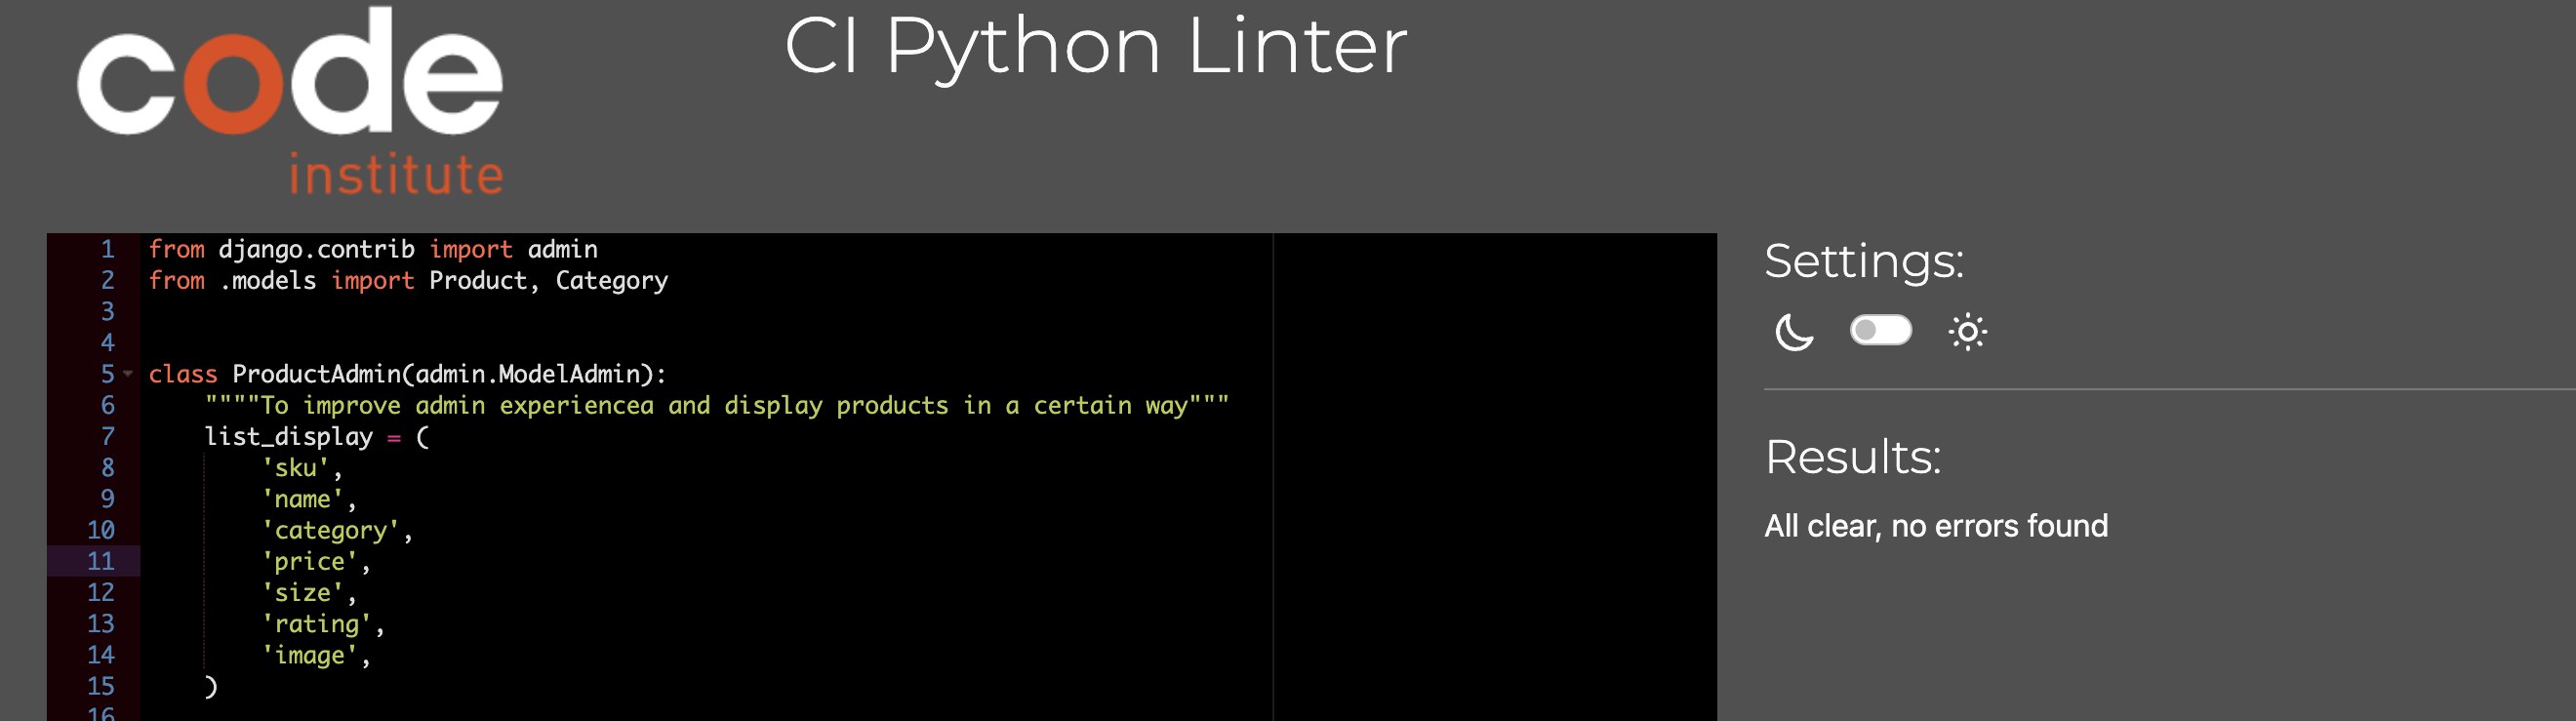 code
institute
CI Python Linter
1 from django.contrib import admin
2 from .models import Product, Category
3
4
5 class ProductAdmin(admin.ModelAdmin):
6     """"To improve admin experiencea and display products in a certain way"""
7     list_display = (
8         'sku',
9         'name',
10         'category',
11         'price',
12         'size',
13         'rating',
14         'image',
15     )
16
Settings:
Results:
All clear, no errors found